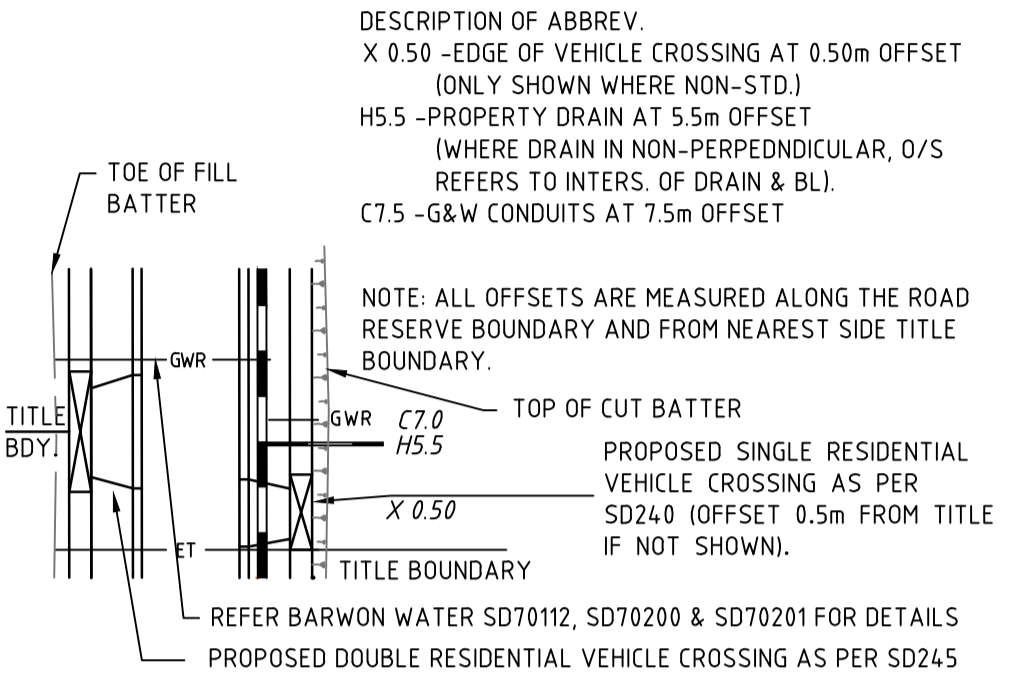 DESCRIPTION OF ABBREV.
X 0.50 -EDGE OF VEHICLE CROSSING AT 0.50m OFFSET
(ONLY SHOWN WHERE NON-STD.)
H5.5 -PROPERTY DRAIN AT 5.5m OFFSET
(WHERE DRAIN IN NON-PERPEDNDICULAR, O/S
REFERS TO INTERS. OF DRAIN & BL).
C7.5 -G&W CONDUITS AT 7.5m OFFSET
TOE OF FILL
BATTER
NOTE: ALL OFFSETS ARE MEASURED ALONG THE ROAD
RESERVE BOUNDARY AND FROM NEAREST SIDE TITLE
BOUNDARY.
GWR
TOP OF CUT BATTER
TITLE
BDY.
GWR C7.0
H5.5
PROPOSED SINGLE RESIDENTIAL
VEHICLE CROSSING AS PER
SD240 (OFFSET 0.5m FROM TITLE
IF NOT SHOWN).
X 0.50
ET
TITLE BOUNDARY
REFER BARWON WATER SD70112, SD70200 & SD70201 FOR DETAILS
PROPOSED DOUBLE RESIDENTIAL VEHICLE CROSSING AS PER SD245